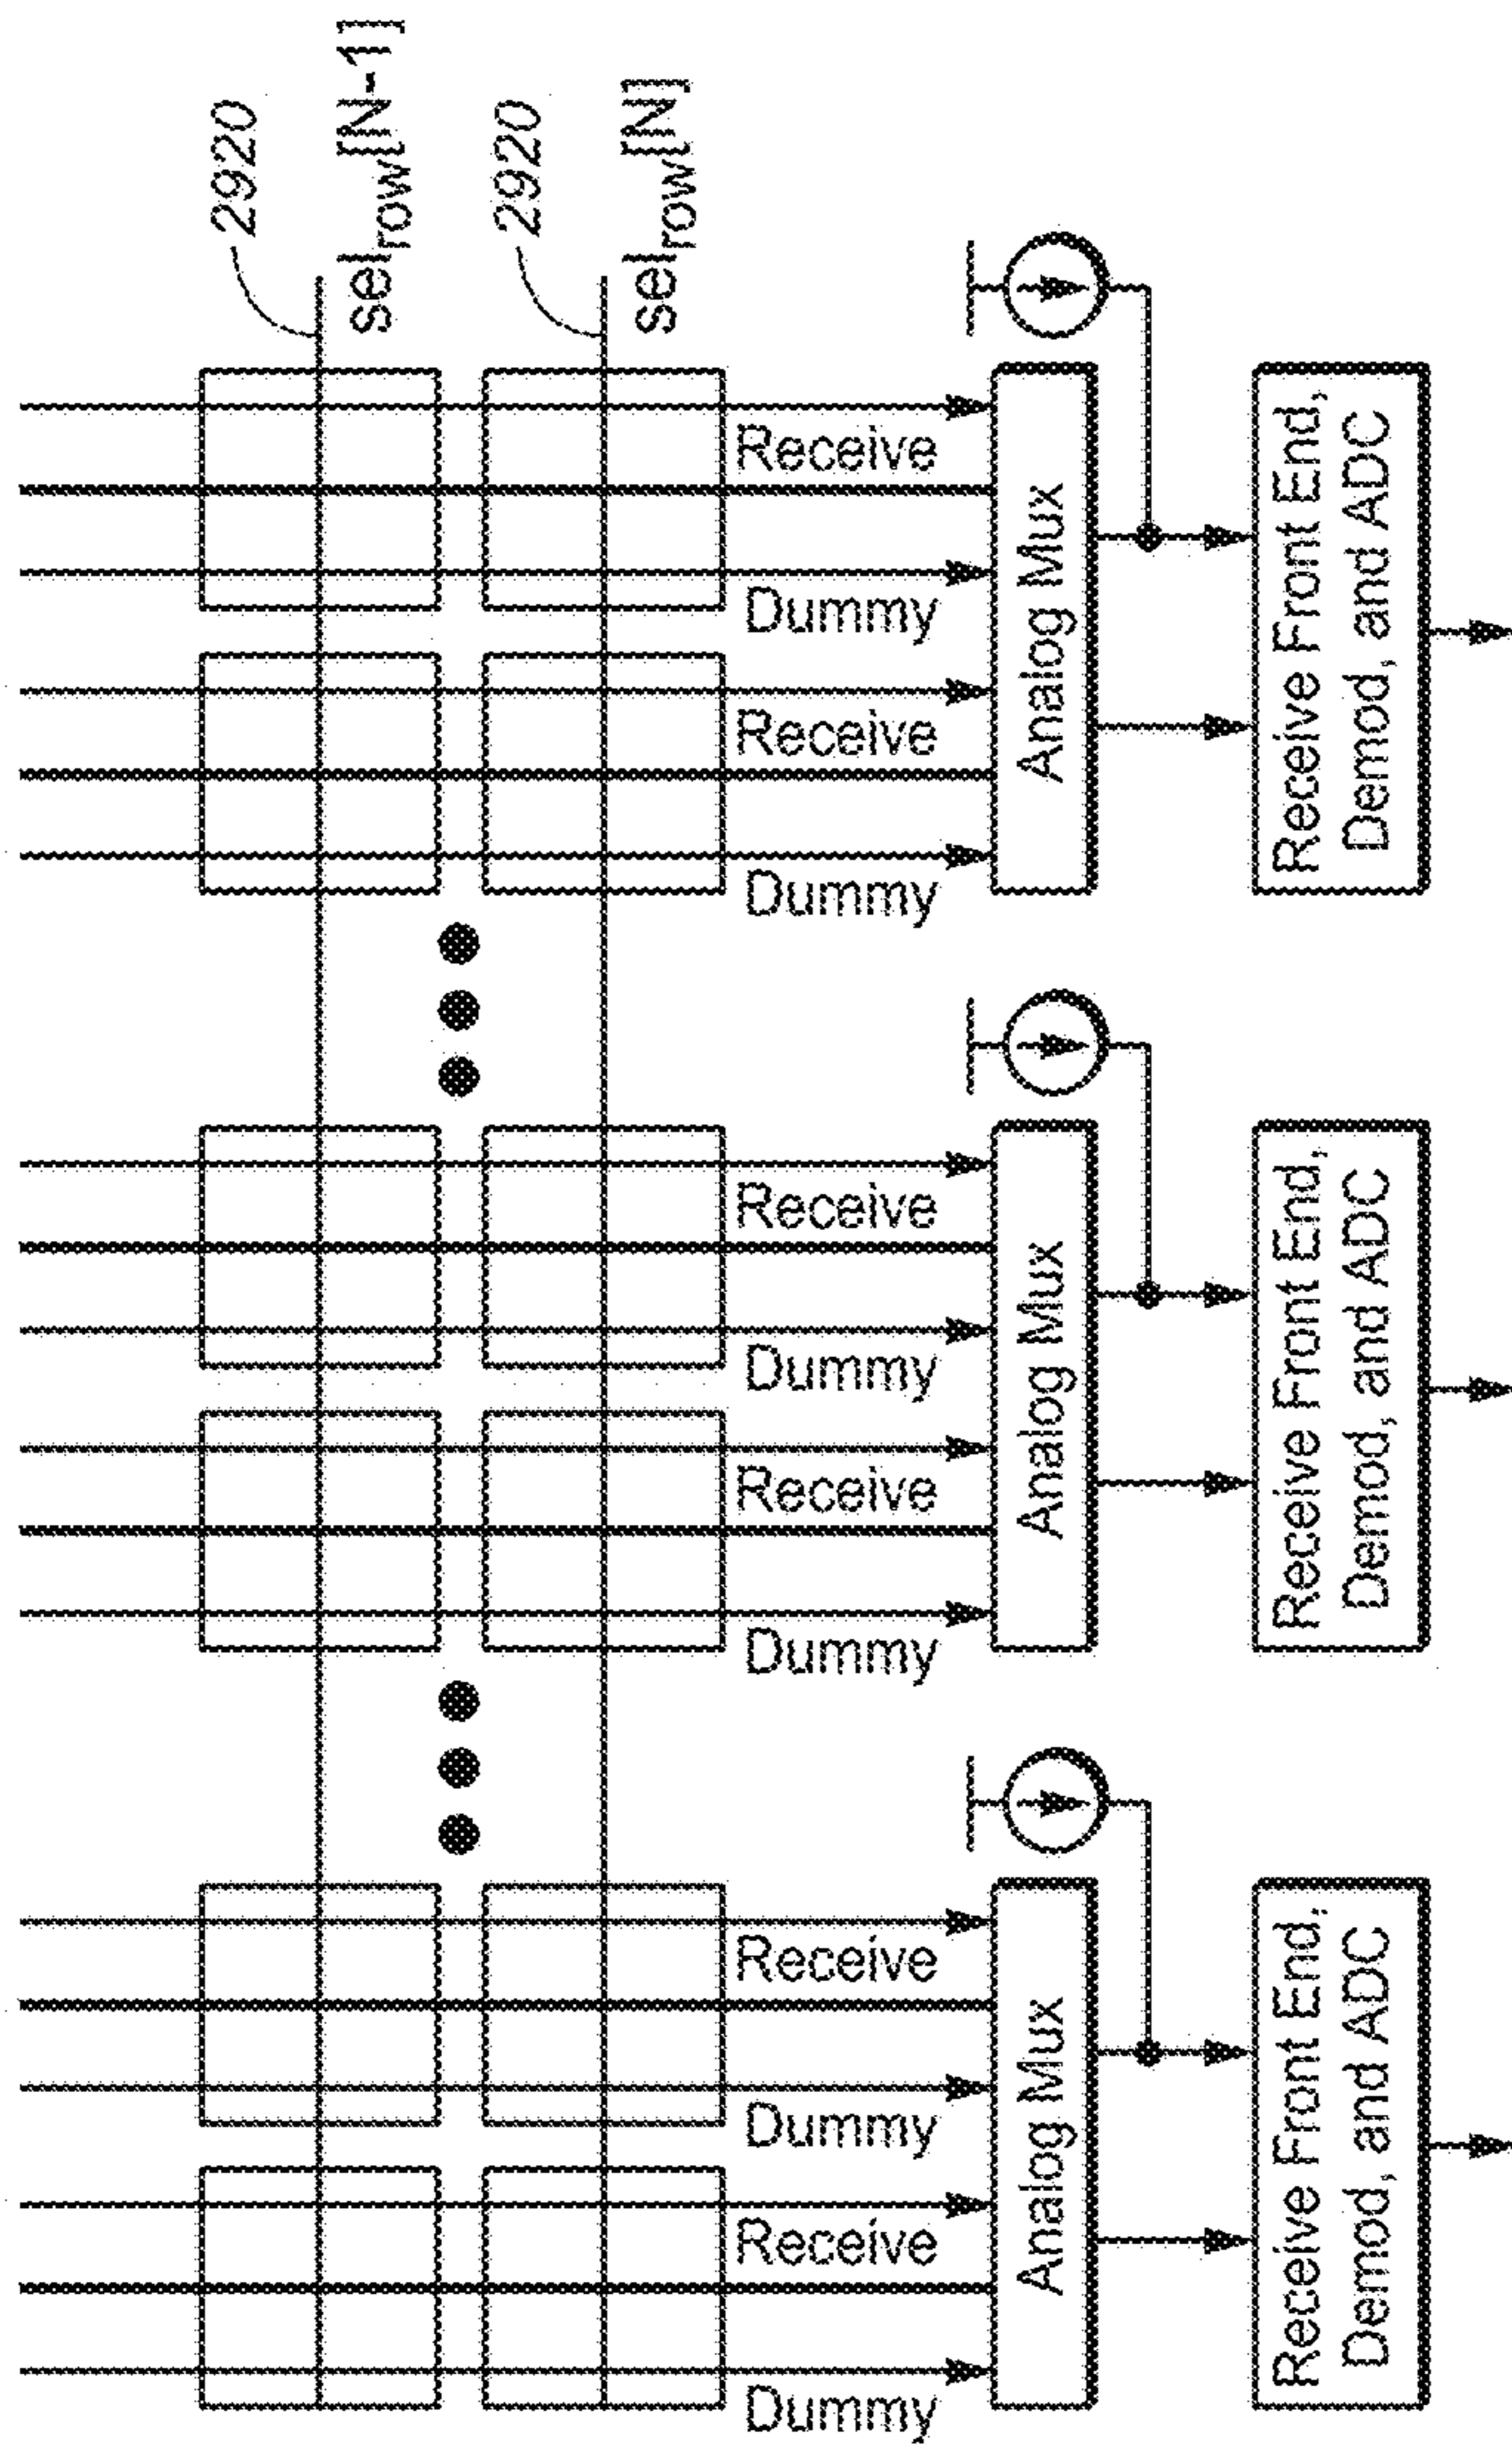 2920
sel_row[N-1]
2920
sel_row[N]
Dummy
Receive
Dummy
Receive
Dummy
Receive
Dummy
Receive
Dummy
Receive
Dummy
Receive
Analog Mux
Analog Mux
Analog Mux
Receive Front End,
Demod, and ADC
Receive Front End,
Demod, and ADC
Receive Front End,
Demod, and ADC